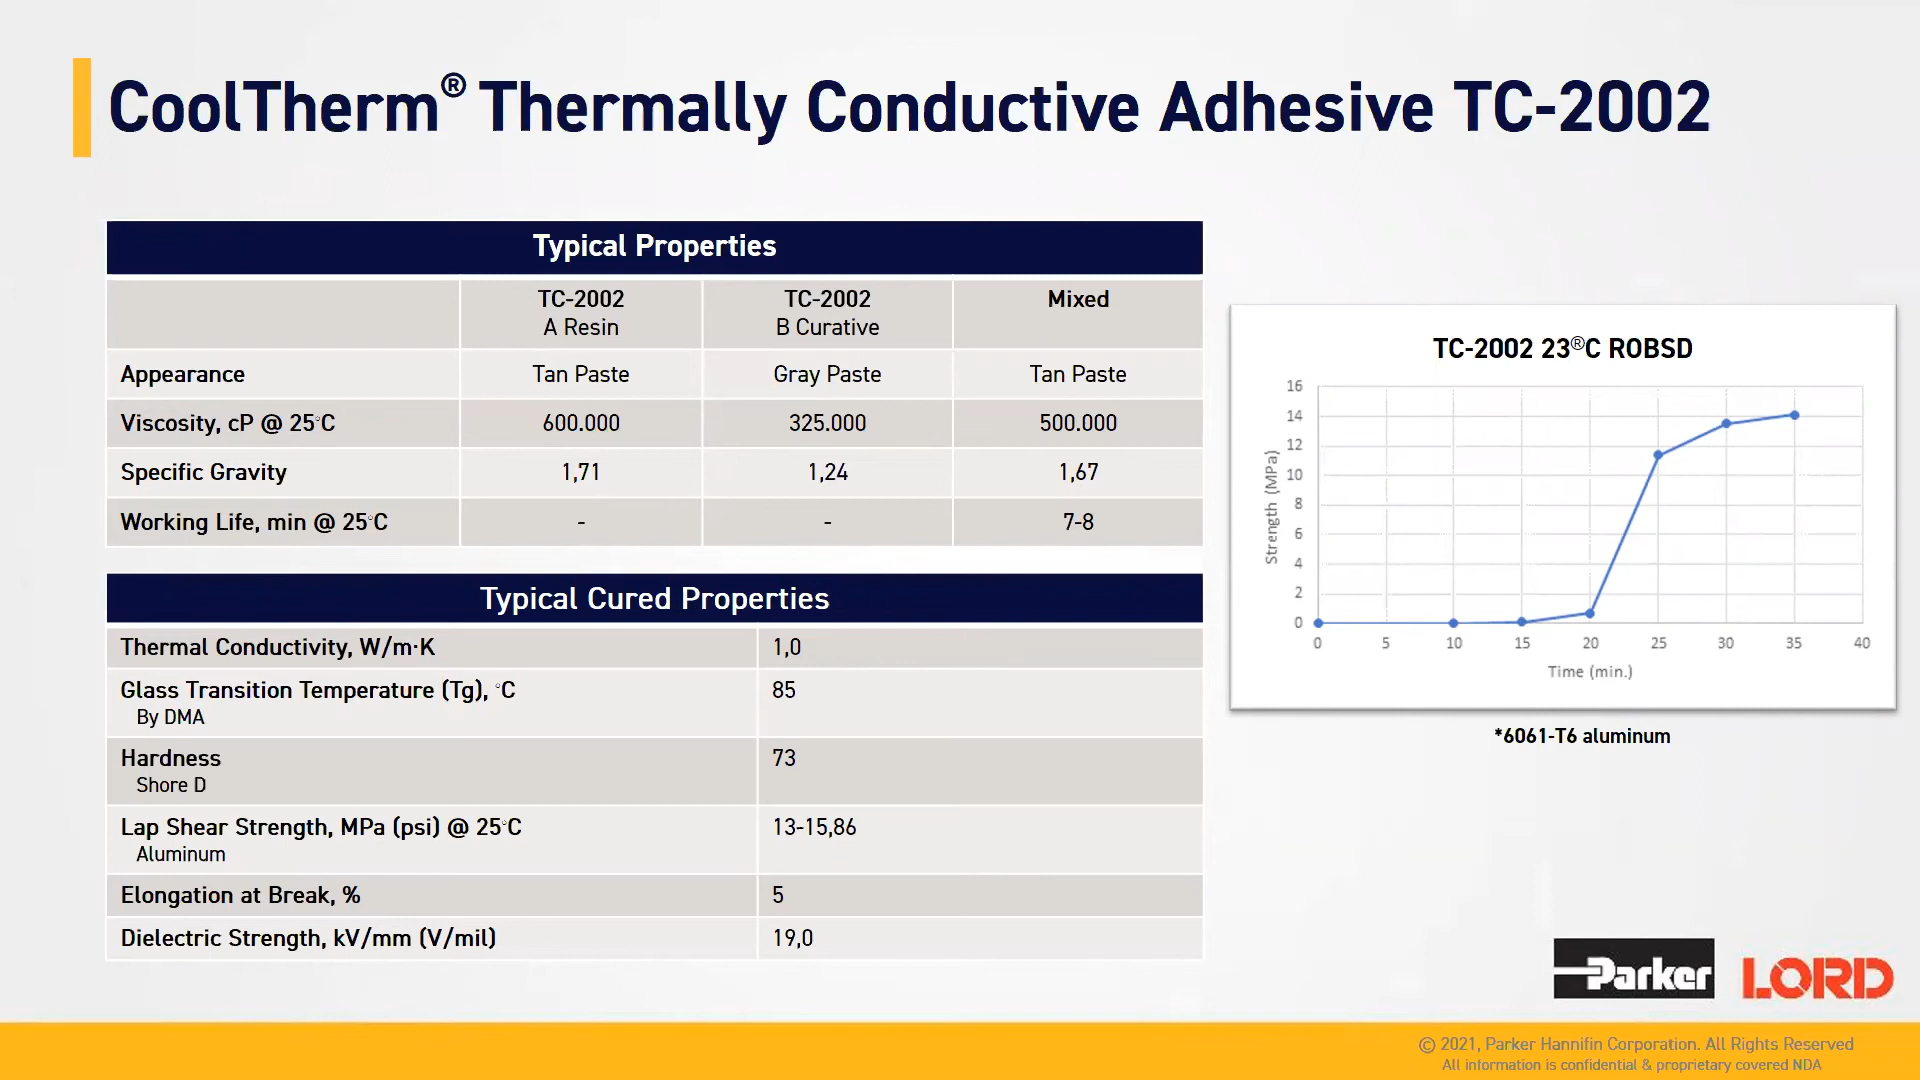 CoolTherm® Thermally Conductive Adhesive TC-2002
Typical Properties
TC-2002 A Resin TC-2002 B Curative Mixed
Appearance Tan Paste Gray Paste Tan Paste
Viscosity, cP @ 25°C 600.000 325.000 500.000
Specific Gravity 1,71 1,24 1,67
Working Life, min @ 25°C - - 7-8
Typical Cured Properties
Thermal Conductivity, W/m·K 1,0
Glass Transition Temperature (Tg), °C 85
By DMA
Hardness 73
Shore D
Lap Shear Strength, MPa (psi) @ 25°C 13-15,86
Aluminum
Elongation at Break, % 5
Dielectric Strength, kV/mm (V/mil) 19,0
TC-2002 23®C ROBSD
Strength (MPa)
16
14
12
10
8
6
4
2
0
0 5 10 15 20 25 30 35 40
Time (min.)
*6061-T6 aluminum
Parker LORD
© 2021, Parker Hannifin Corporation. All Rights Reserved
All information is confidential & proprietary covered NDA